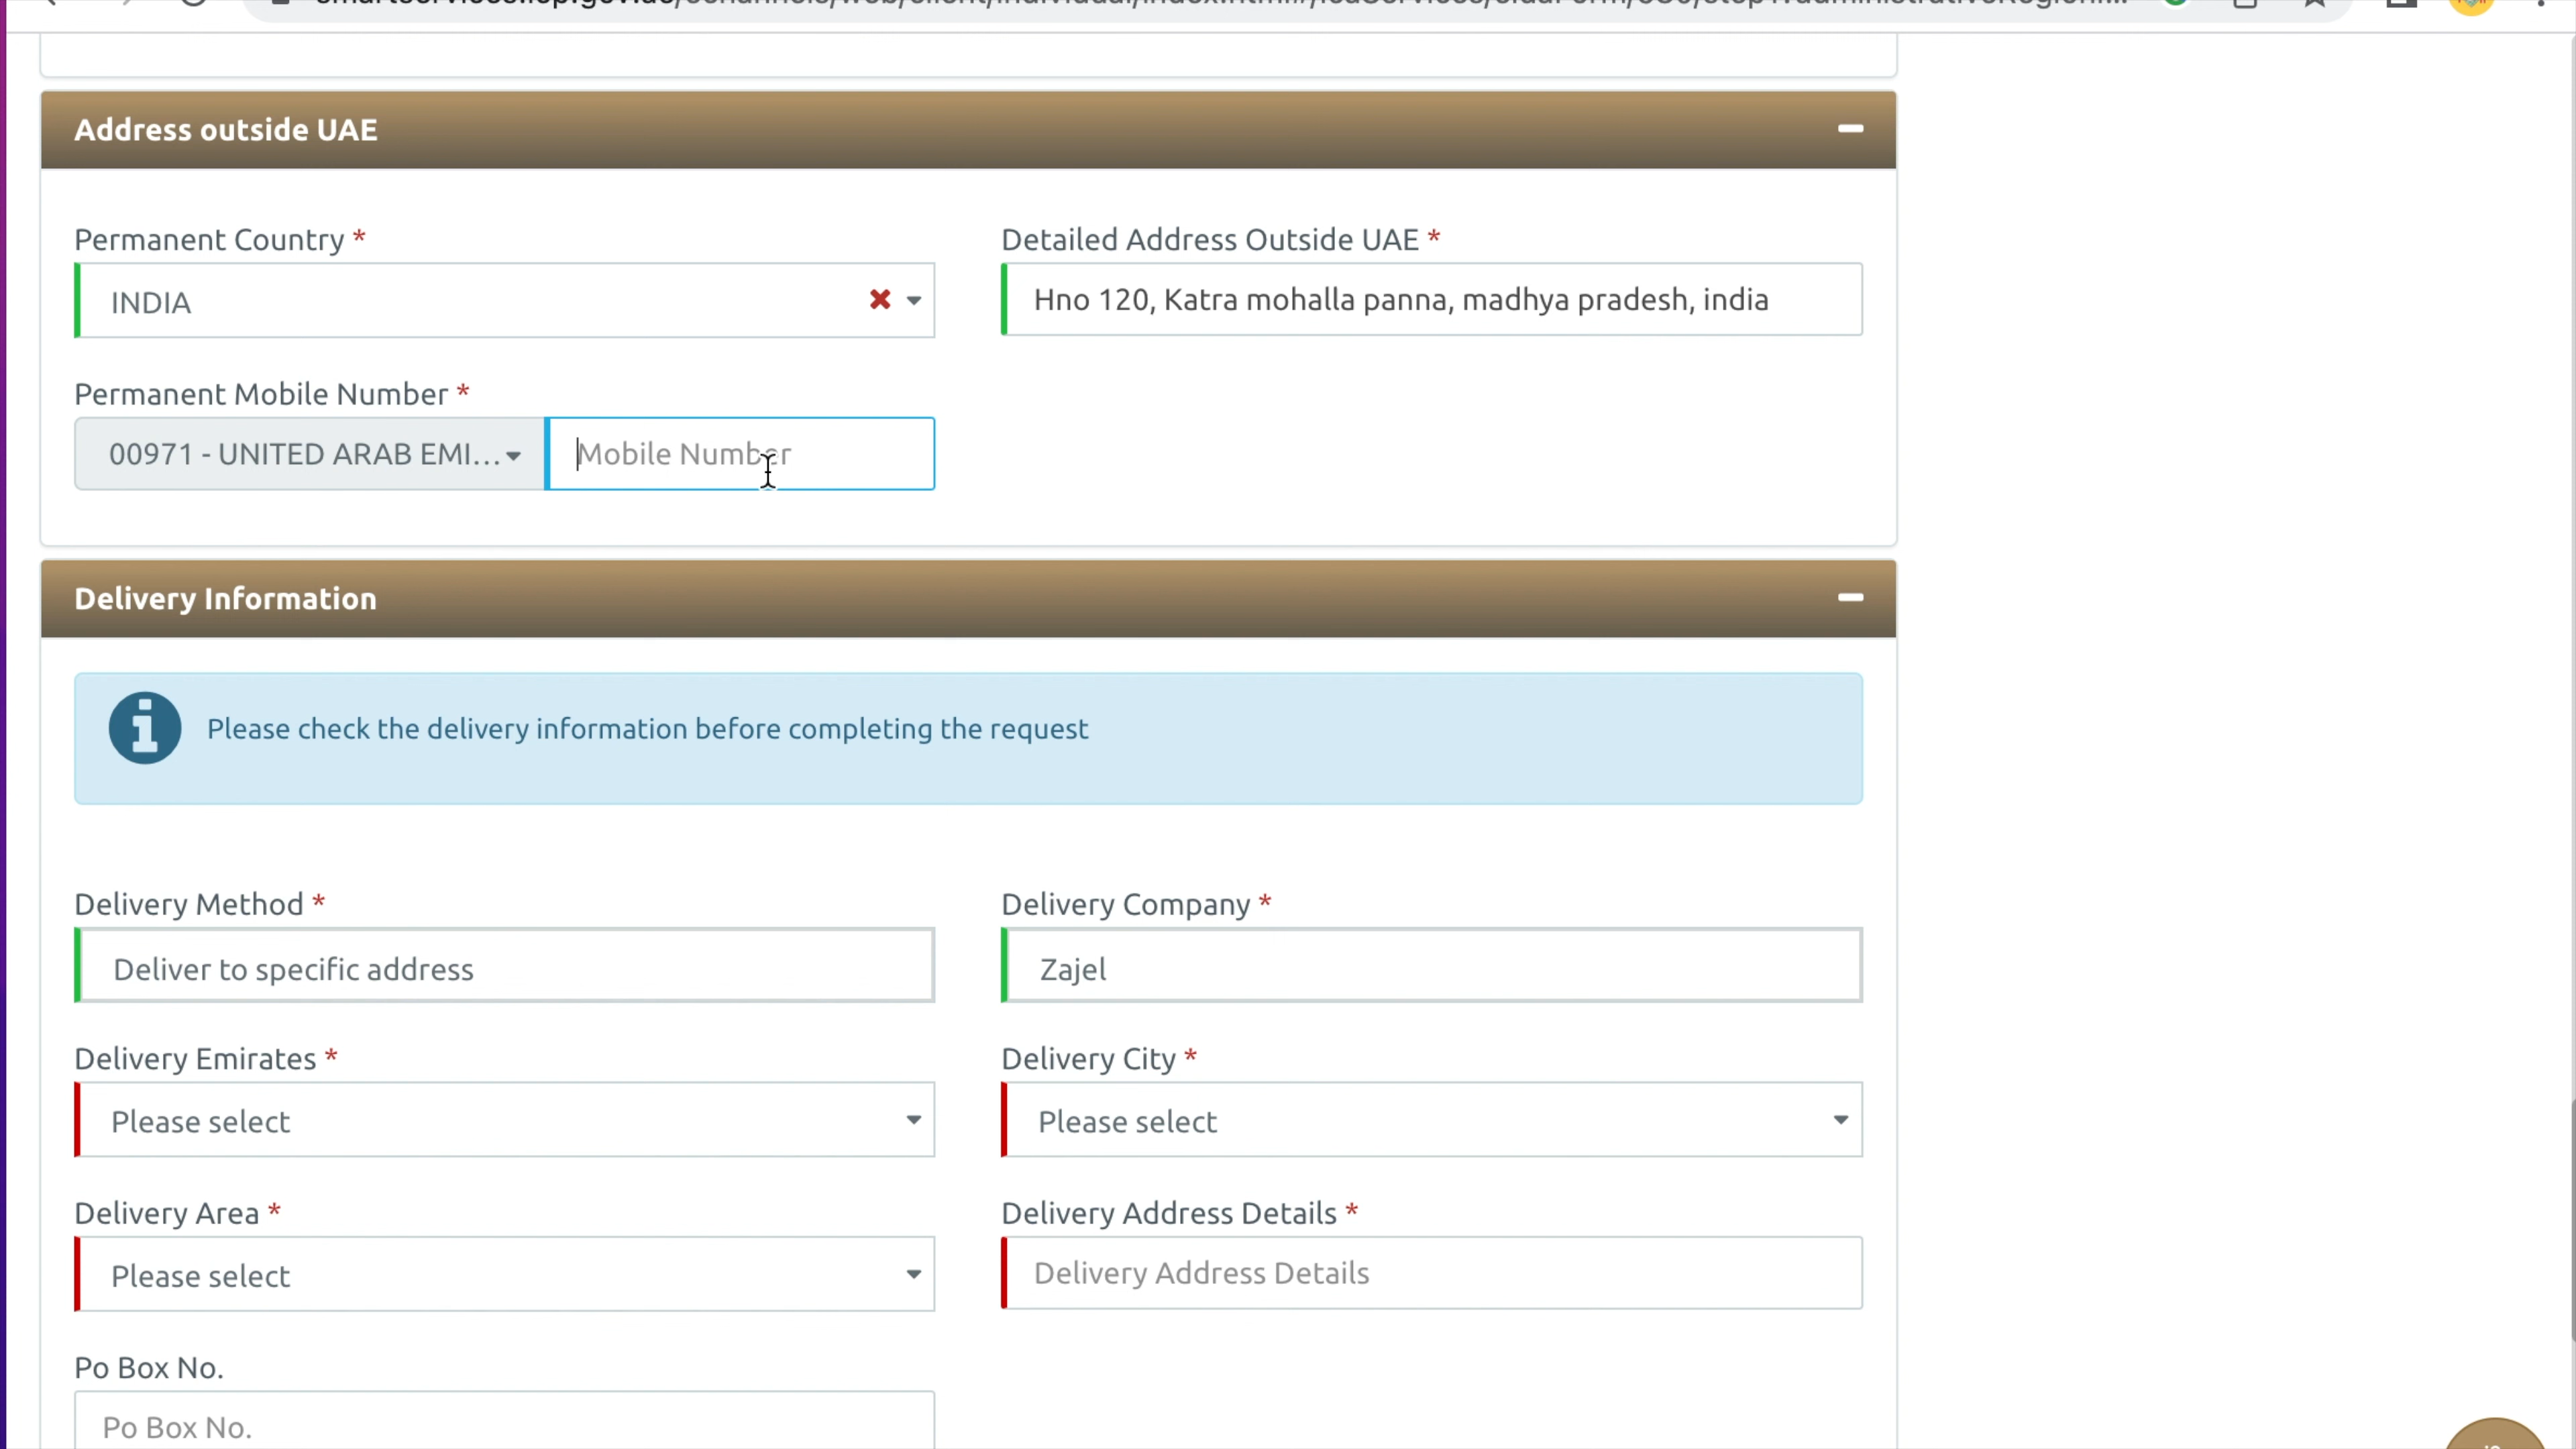 Address outside UAE
Permanent Country *
Detailed Address Outside UAE *
INDIA
Hno 120, Katra mohalla panna, madhya pradesh, india
Permanent Mobile Number *
00971 - UNITED ARAB EMI...
Mobile Number
Delivery Information
Please check the delivery information before completing the request
Delivery Method *
Delivery Company *
Deliver to specific address
Zajel
Delivery Emirates *
Delivery City *
Please select
Please select
Delivery Area *
Delivery Address Details *
Please select
Delivery Address Details
Po Box No.
Po Box No.